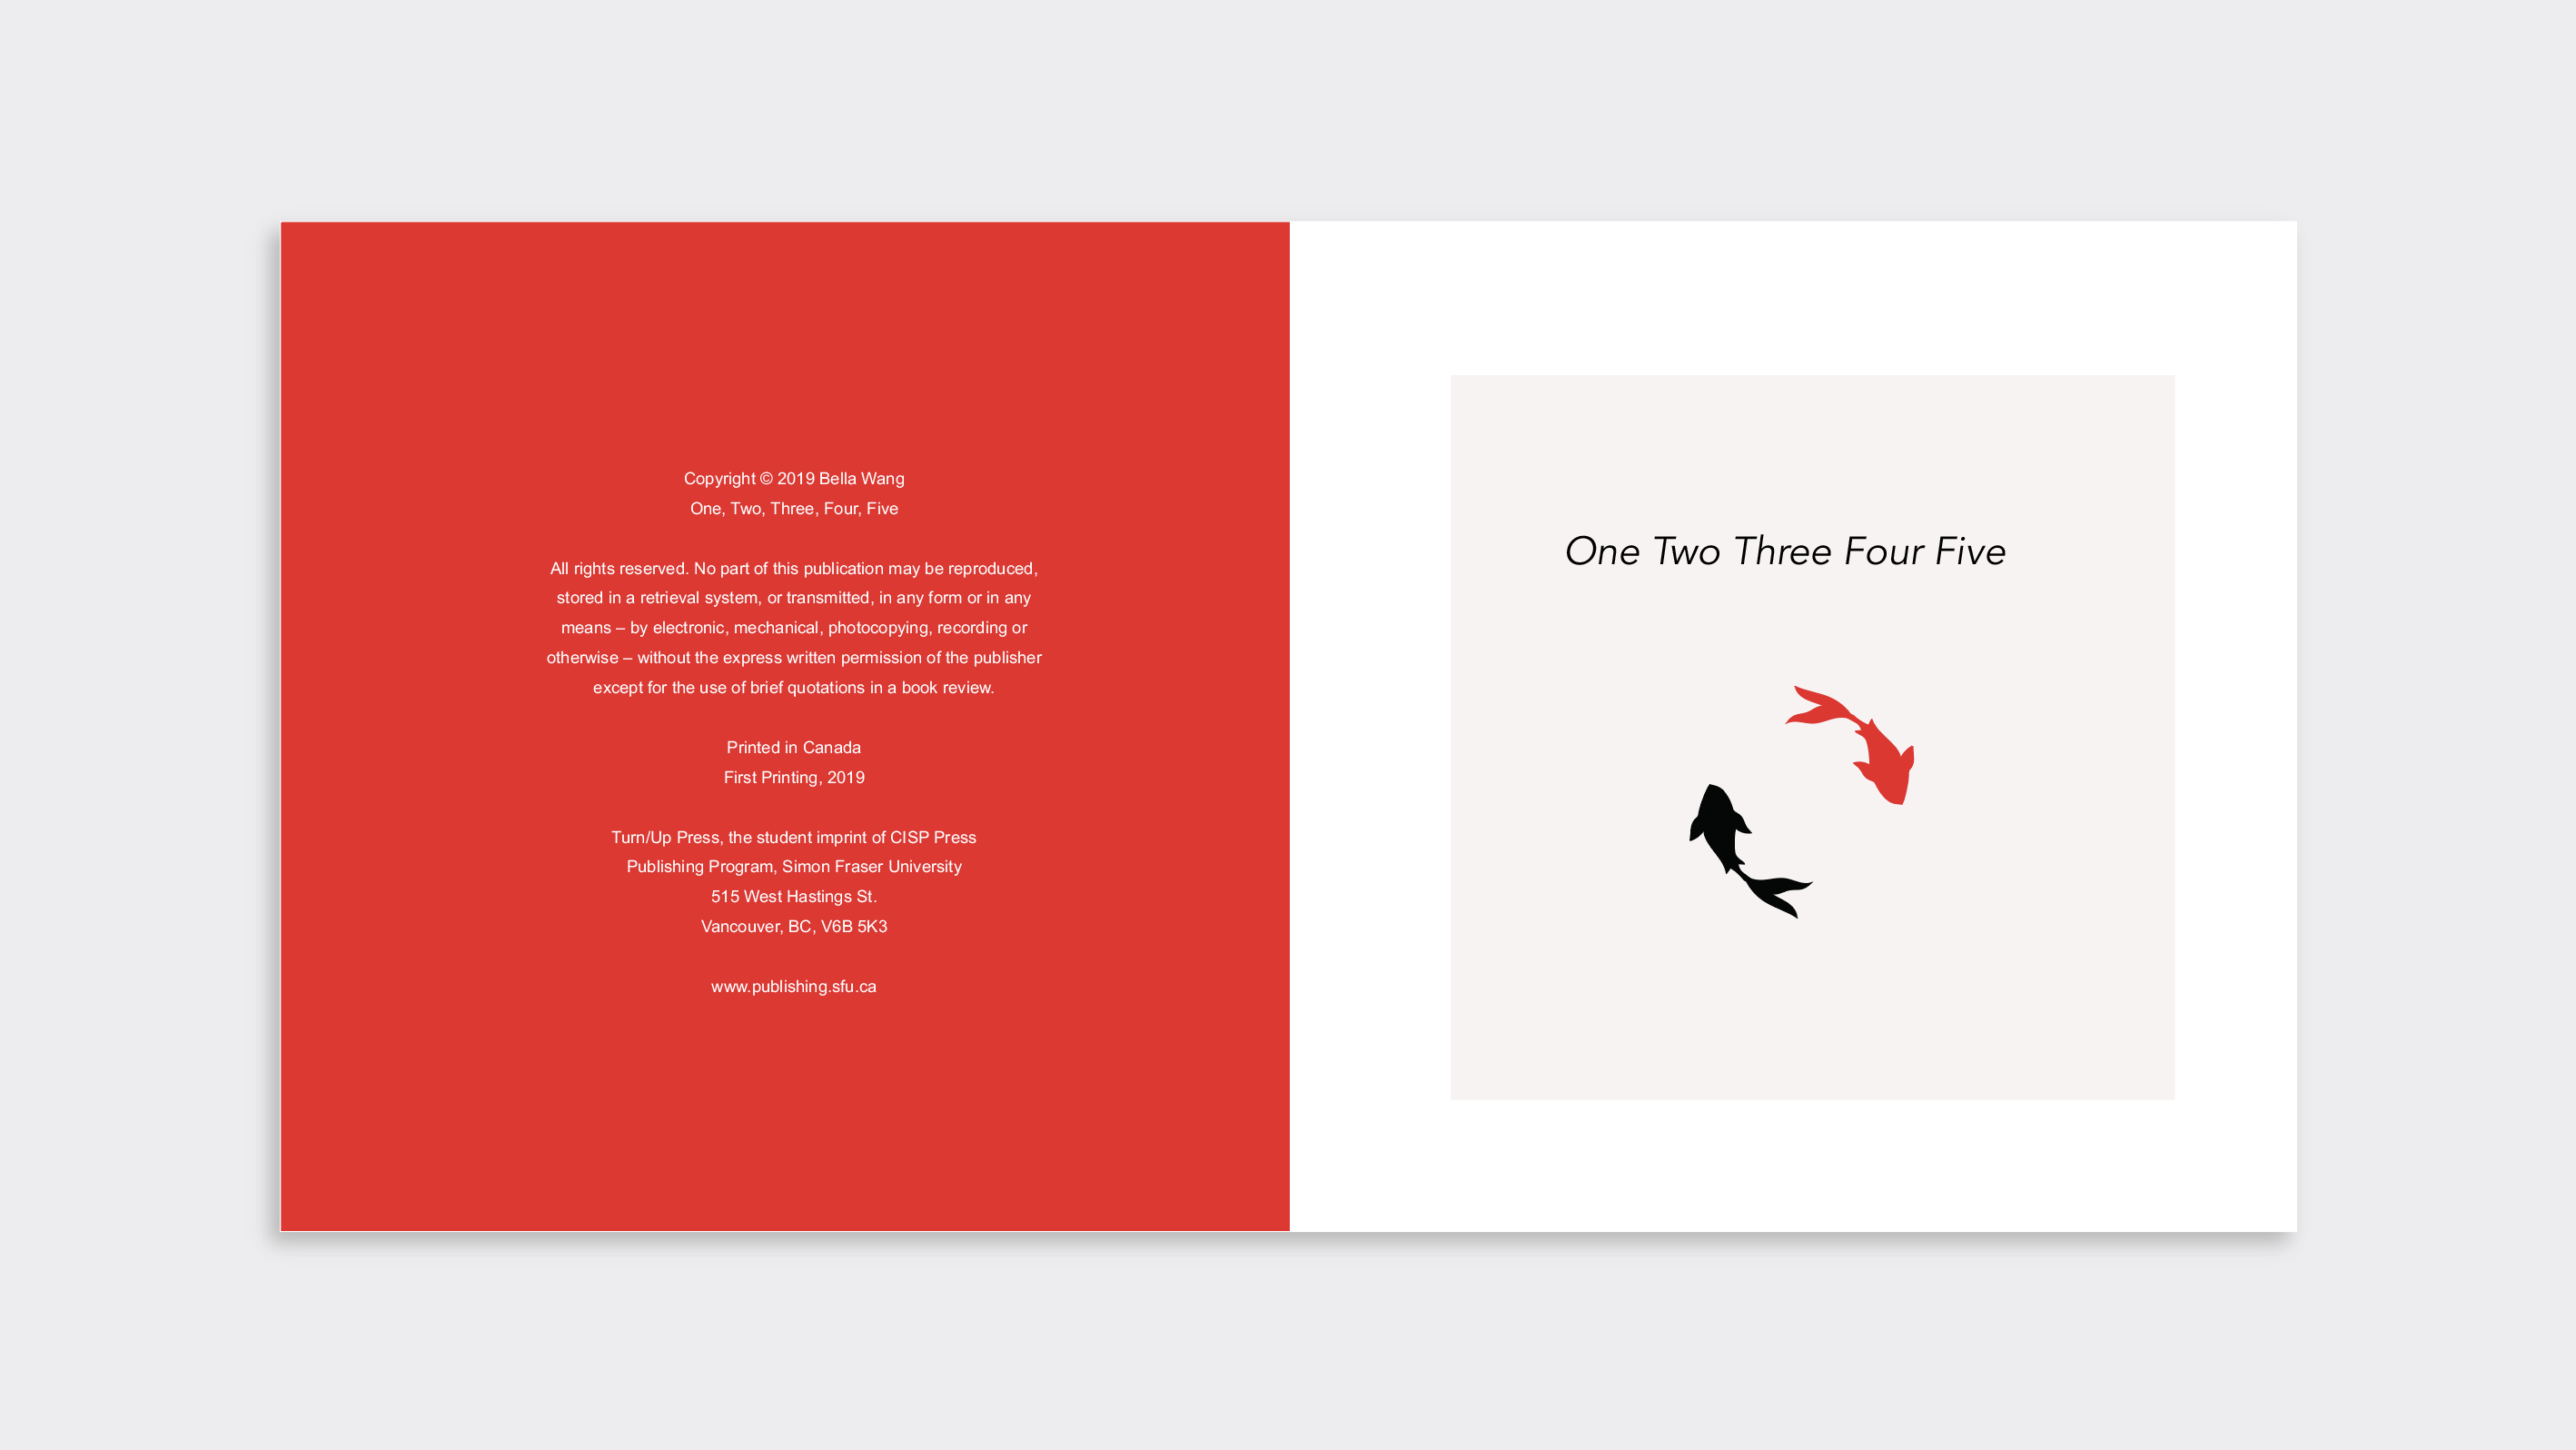 Copyright © 2019 Bella Wang
One, Two, Three, Four, Five
All rights reserved. No part of this publication may be reproduced,
stored in a retrieval system, or transmitted, in any form or in any
means – by electronic, mechanical, photocopying, recording or
otherwise – without the express written permission of the publisher
except for the use of brief quotations in a book review.
Printed in Canada
First Printing, 2019
Turn/Up Press, the student imprint of CISP Press
Publishing Program, Simon Fraser University
515 West Hastings St.
Vancouver, BC, V6B 5K3
www.publishing.sfu.ca
One Two Three Four Five